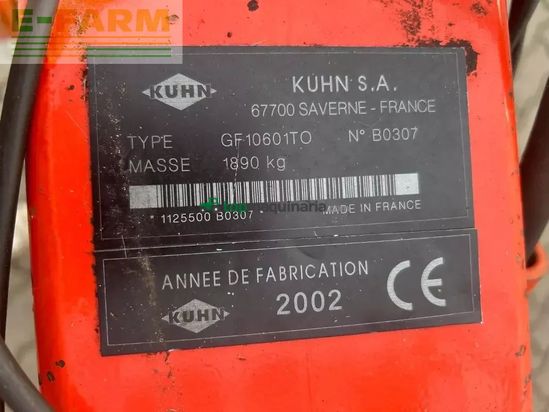 E-FARM
KUHN
KUHN S.A.
67700 SAVERNE - FRANCE
TYPE GF10601TO N° B0307
MASSE 1890 kg
* 1125500 B0307 * MADE IN FRANCE
ANNEE DE FABRICATION
KUHN 2002 CE